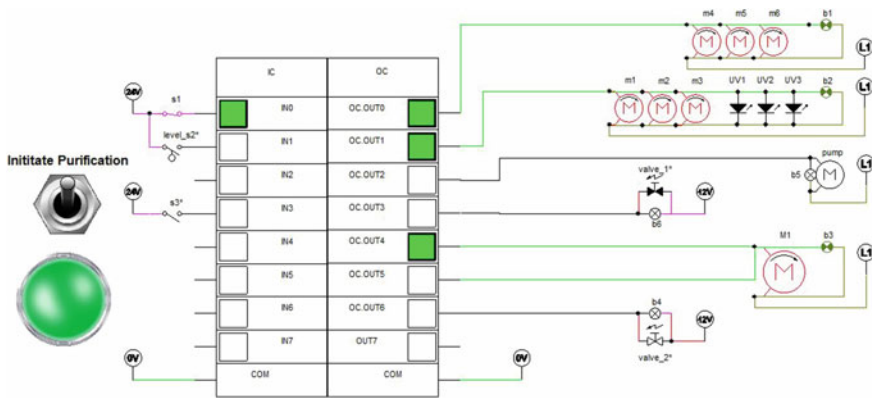 m4 m5 m6 b1
L1
IC OC
m1 m2 m3 UV1 UV2 UV3 b2
L1
24V s1 IN0 OC.OUT0
level_s2* IN1 OC.OUT1
Inititate Purification
IN2 OC.OUT2 pump
b5 L1
valve_1*
24V s3* IN3 OC.OUT3 12V
b6
IN4 OC.OUT4 M1 b3
L1
IN5 OC.OUT5
IN6 OC.OUT6 b4
12V
IN7 OUT7 valve_2*
0V COM COM 0V
M M M
M M M
M
M